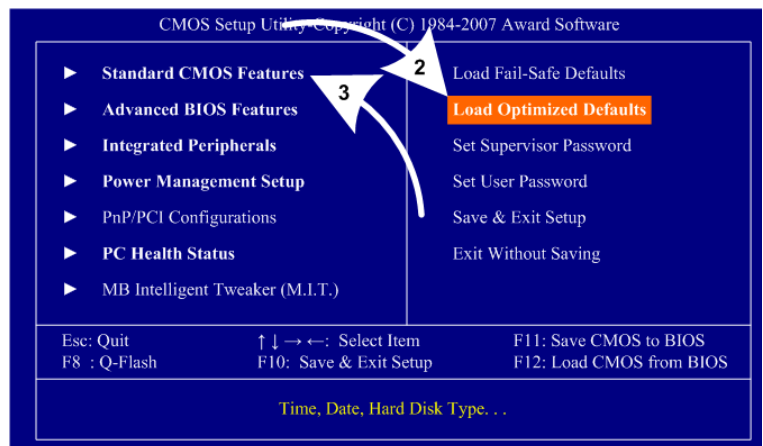 CMOS Setup Utility-Copyright (C) 1984-2007 Award Software
► Standard CMOS Features
► Advanced BIOS Features
► Integrated Peripherals
► Power Management Setup
► PnP/PCI Configurations
► PC Health Status
► MB Intelligent Tweaker (M.I.T.)
2
3
Load Fail-Safe Defaults
Load Optimized Defaults
Set Supervisor Password
Set User Password
Save & Exit Setup
Exit Without Saving
Esc: Quit ↑↓→←: Select Item F11: Save CMOS to BIOS
F8 : Q-Flash F10: Save & Exit Setup F12: Load CMOS from BIOS
Time, Date, Hard Disk Type. . .